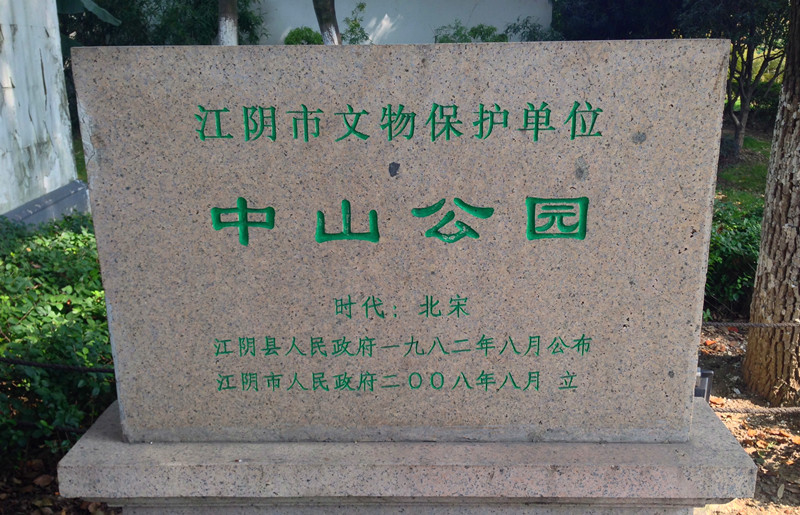 江阴市文物保护单位
中山公园
时代：北宋
江阴县人民政府一九八二年八月公布
江阴市人民政府二〇〇八年八月 立